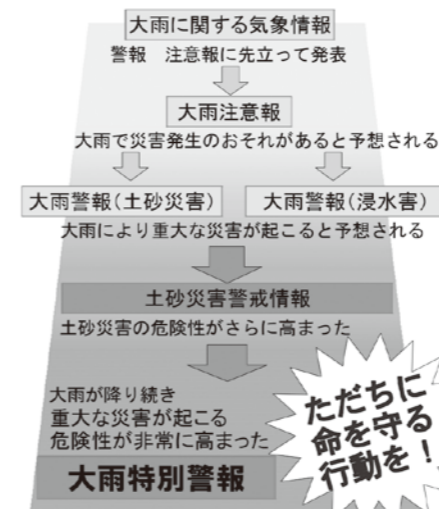 大雨に関する気象情報
警報　注意報に先立って発表
大雨注意報
大雨で災害発生のおそれがあると予想される
大雨警報(土砂災害)
大雨警報(浸水害)
大雨により重大な災害が起こると予想される
土砂災害警戒情報
土砂災害の危険性がさらに高まった
大雨が降り続き
重大な災害が起こる
危険性が非常に高まった
大雨特別警報
ただちに
命を守る
行動を!